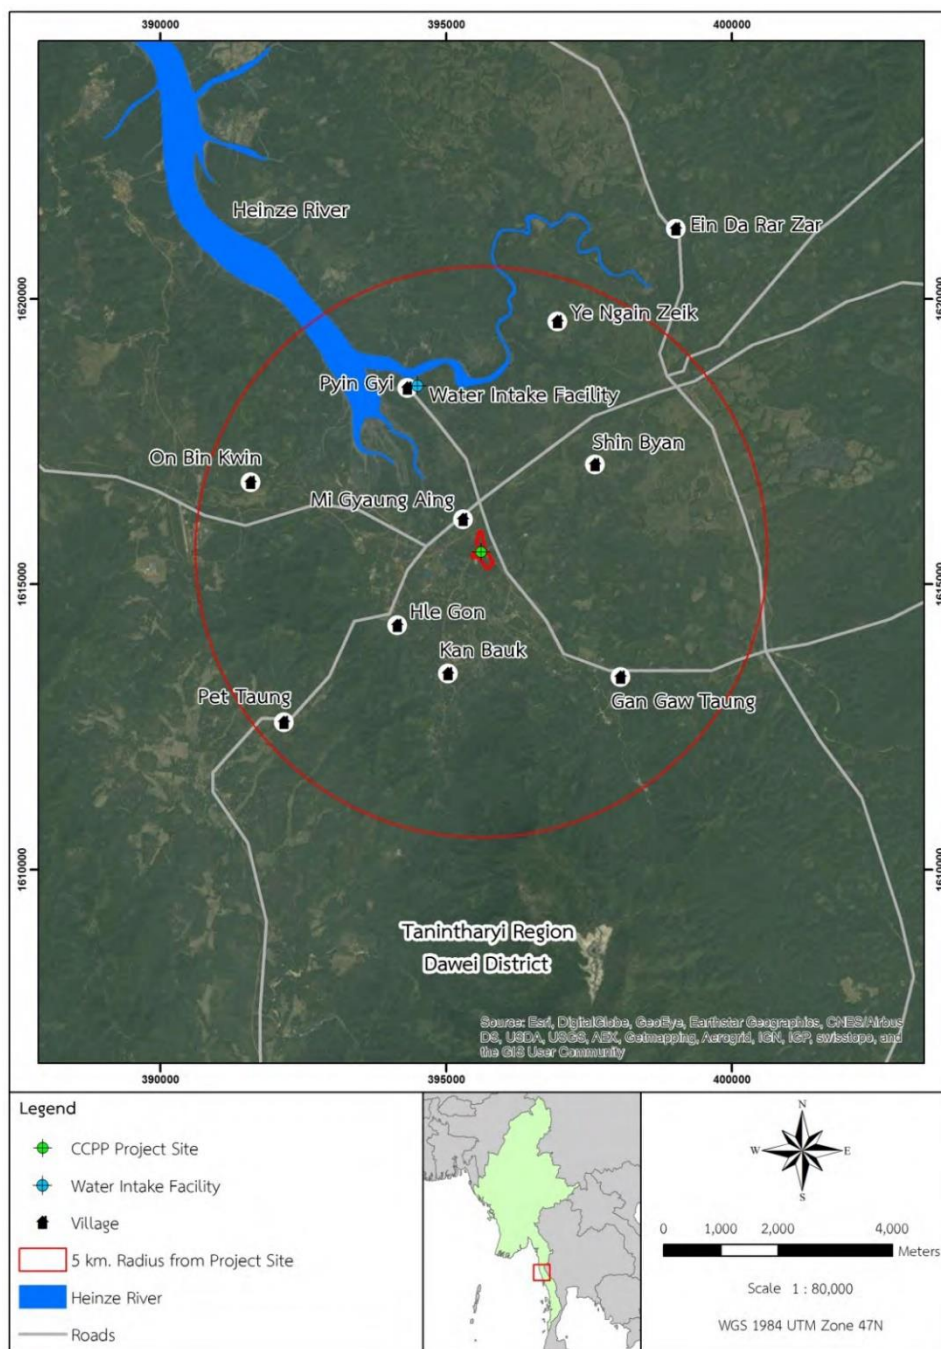 390000
395000
400000
Heinze River
Ein Da Rar Zar
1620000
1620000
Ye Ngain Zeik
Pyin Gyi
Water Intake Facility
Shin Byan
On Bin Kwin
Mi Gyaung Aing
1615000
1615000
Hle Gon
Kan Bauk
Pet Taung
Gan Gaw Taung
1610000
1610000
Tanintharyi Region
Dawei District
Source: Esri, DigitalGlobe, GeoEye, Earthstar Geographics, CNES/Airbus
DS, USDA, USGS, AEX, Getmapping, Aerogrid, IGN, IGP, swisstopo, and
the GIS User Community
390000
395000
400000
Legend
CCPP Project Site
Water Intake Facility
Village
5 km. Radius from Project Site
Heinze River
Roads
N
W
E
S
0 1,000 2,000 4,000
Meters
Scale 1 : 80,000
WGS 1984 UTM Zone 47N